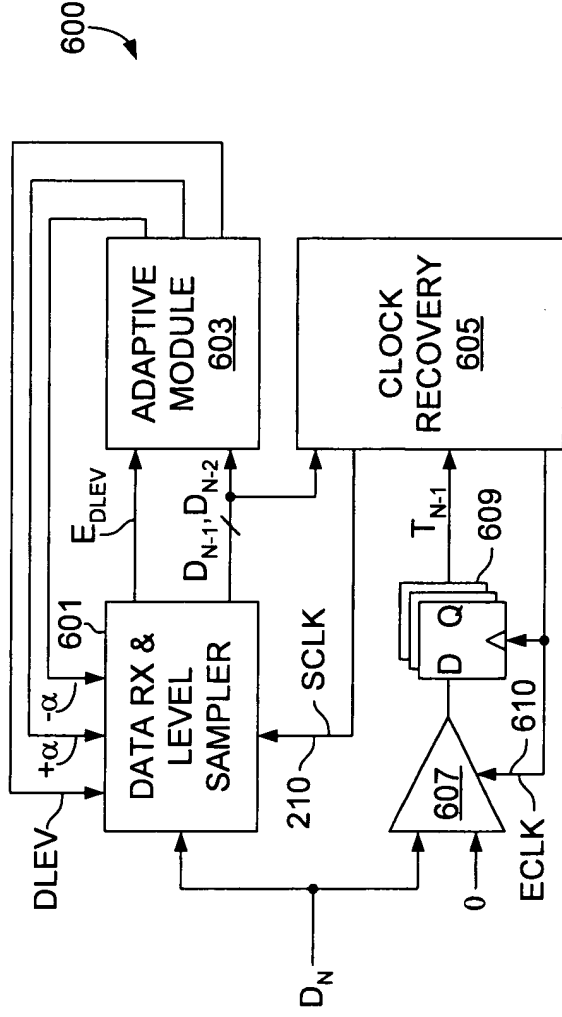 600
DLEV
+α
-α
601
DATA RX &
LEVEL
SAMPLER
E_DLEV
D_N-1, D_N-2
ADAPTIVE
MODULE
603
D_N
210
SCLK
CLOCK
RECOVERY
605
0
607
D Q
T_N-1
609
ECLK
610